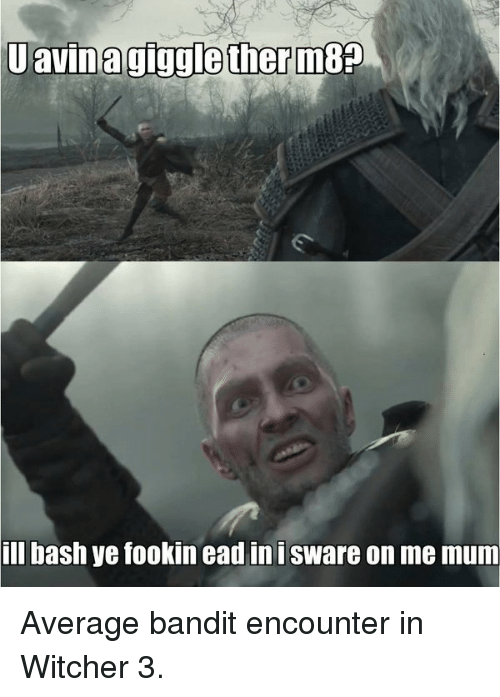 U avin a giggle ther m8?
ill bash ye fookin ead in i sware on me mum
Average bandit encounter in
Witcher 3.